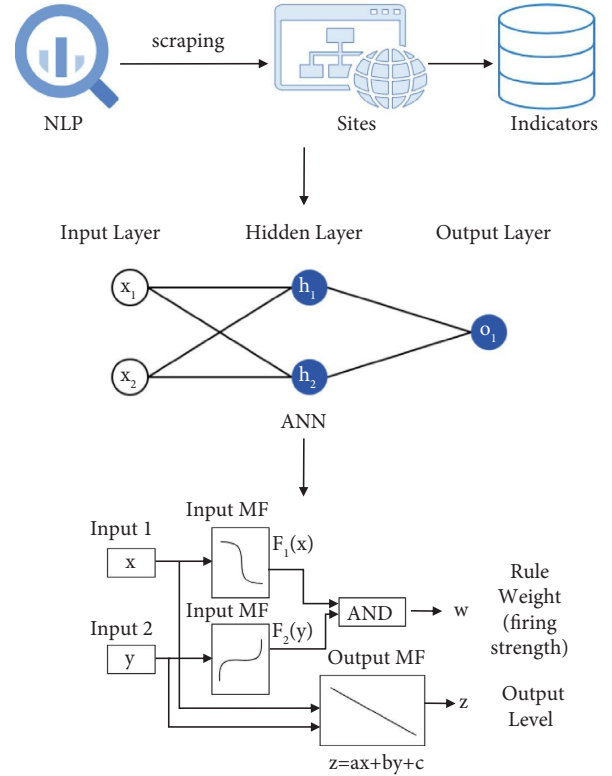 scraping
NLP
Sites
Indicators
Input Layer
Hidden Layer
Output Layer
x₁
h₁
o₁
x₂
h₂
ANN
Input MF
Input 1
F₁(x)
x
Rule
Weight
(firing
strength)
AND
w
Input MF
Input 2
F₂(y)
y
Output MF
z
Output
Level
z=ax+by+c